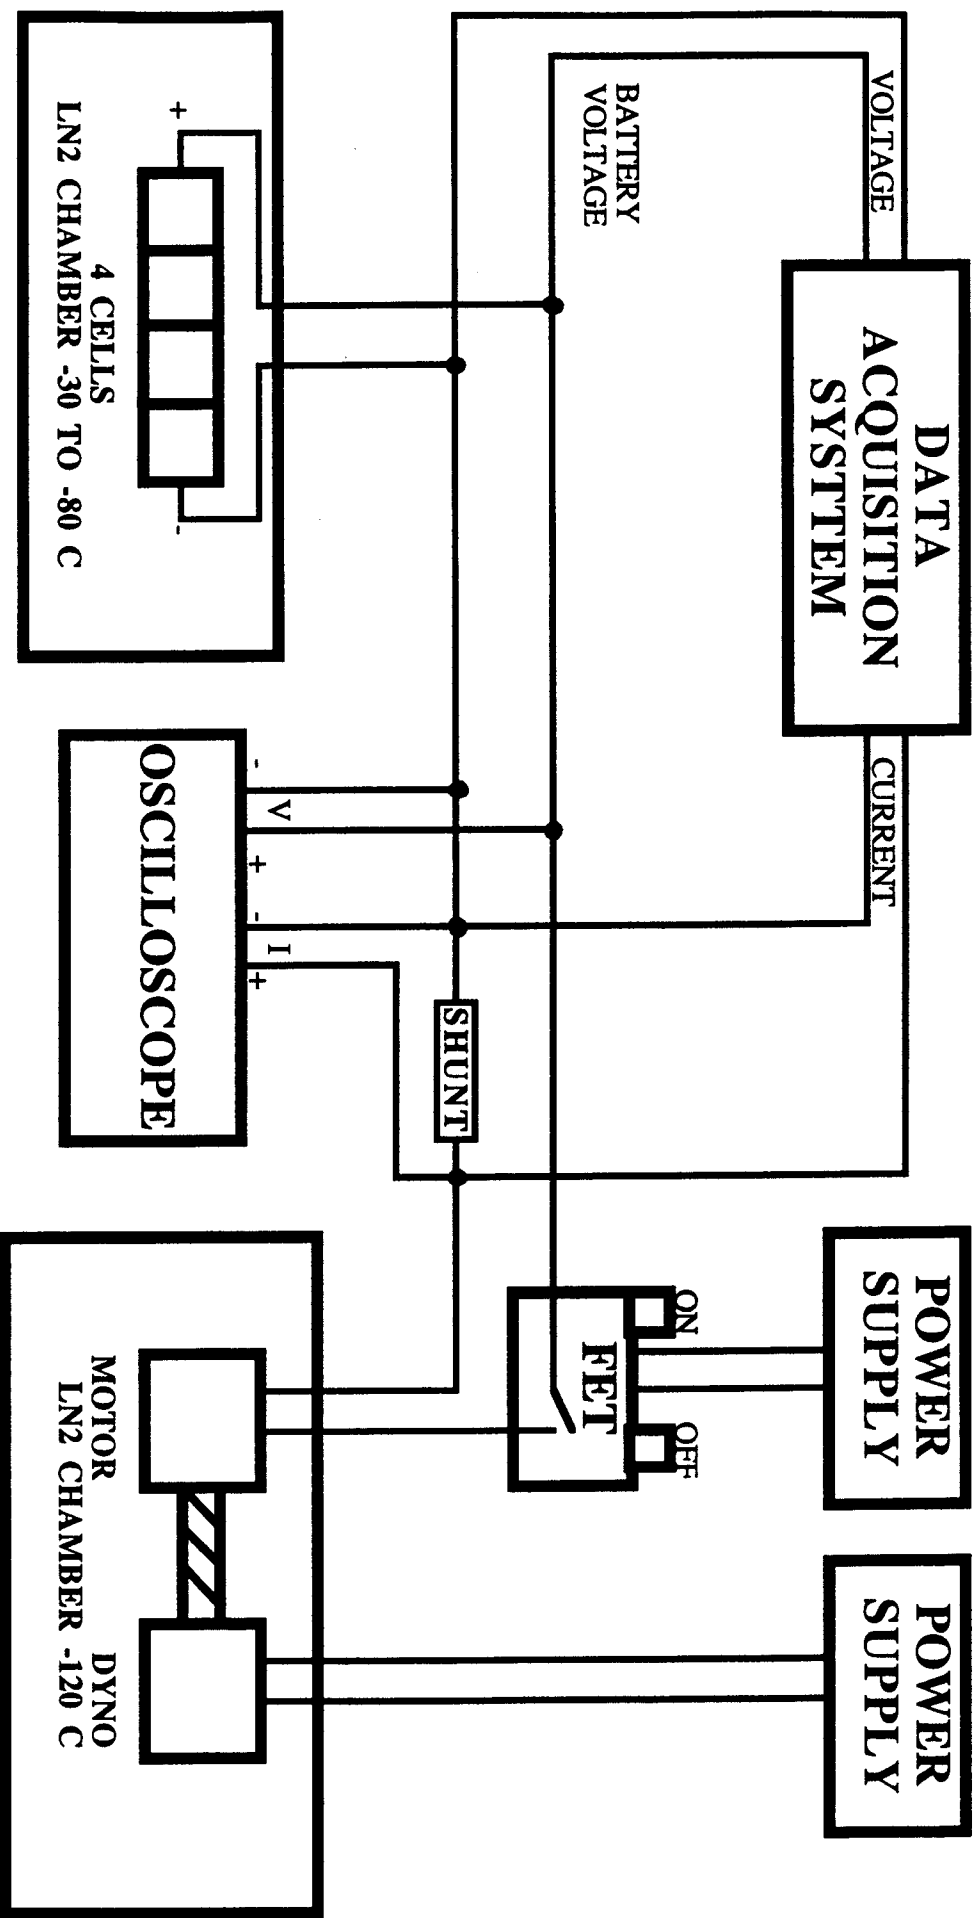 DATA
ACQUISITION
SYSTTEM
VOLTAGE
CURRENT
BATTERY
VOLTAGE
POWER
SUPPLY
POWER
SUPPLY
ON
OFF
FET
SHUNT
+
-
4 CELLS
LN2 CHAMBER -30 TO -80 C
- V + - I +
OSCILLOSCOPE
MOTOR DYNO
LN2 CHAMBER -120 C